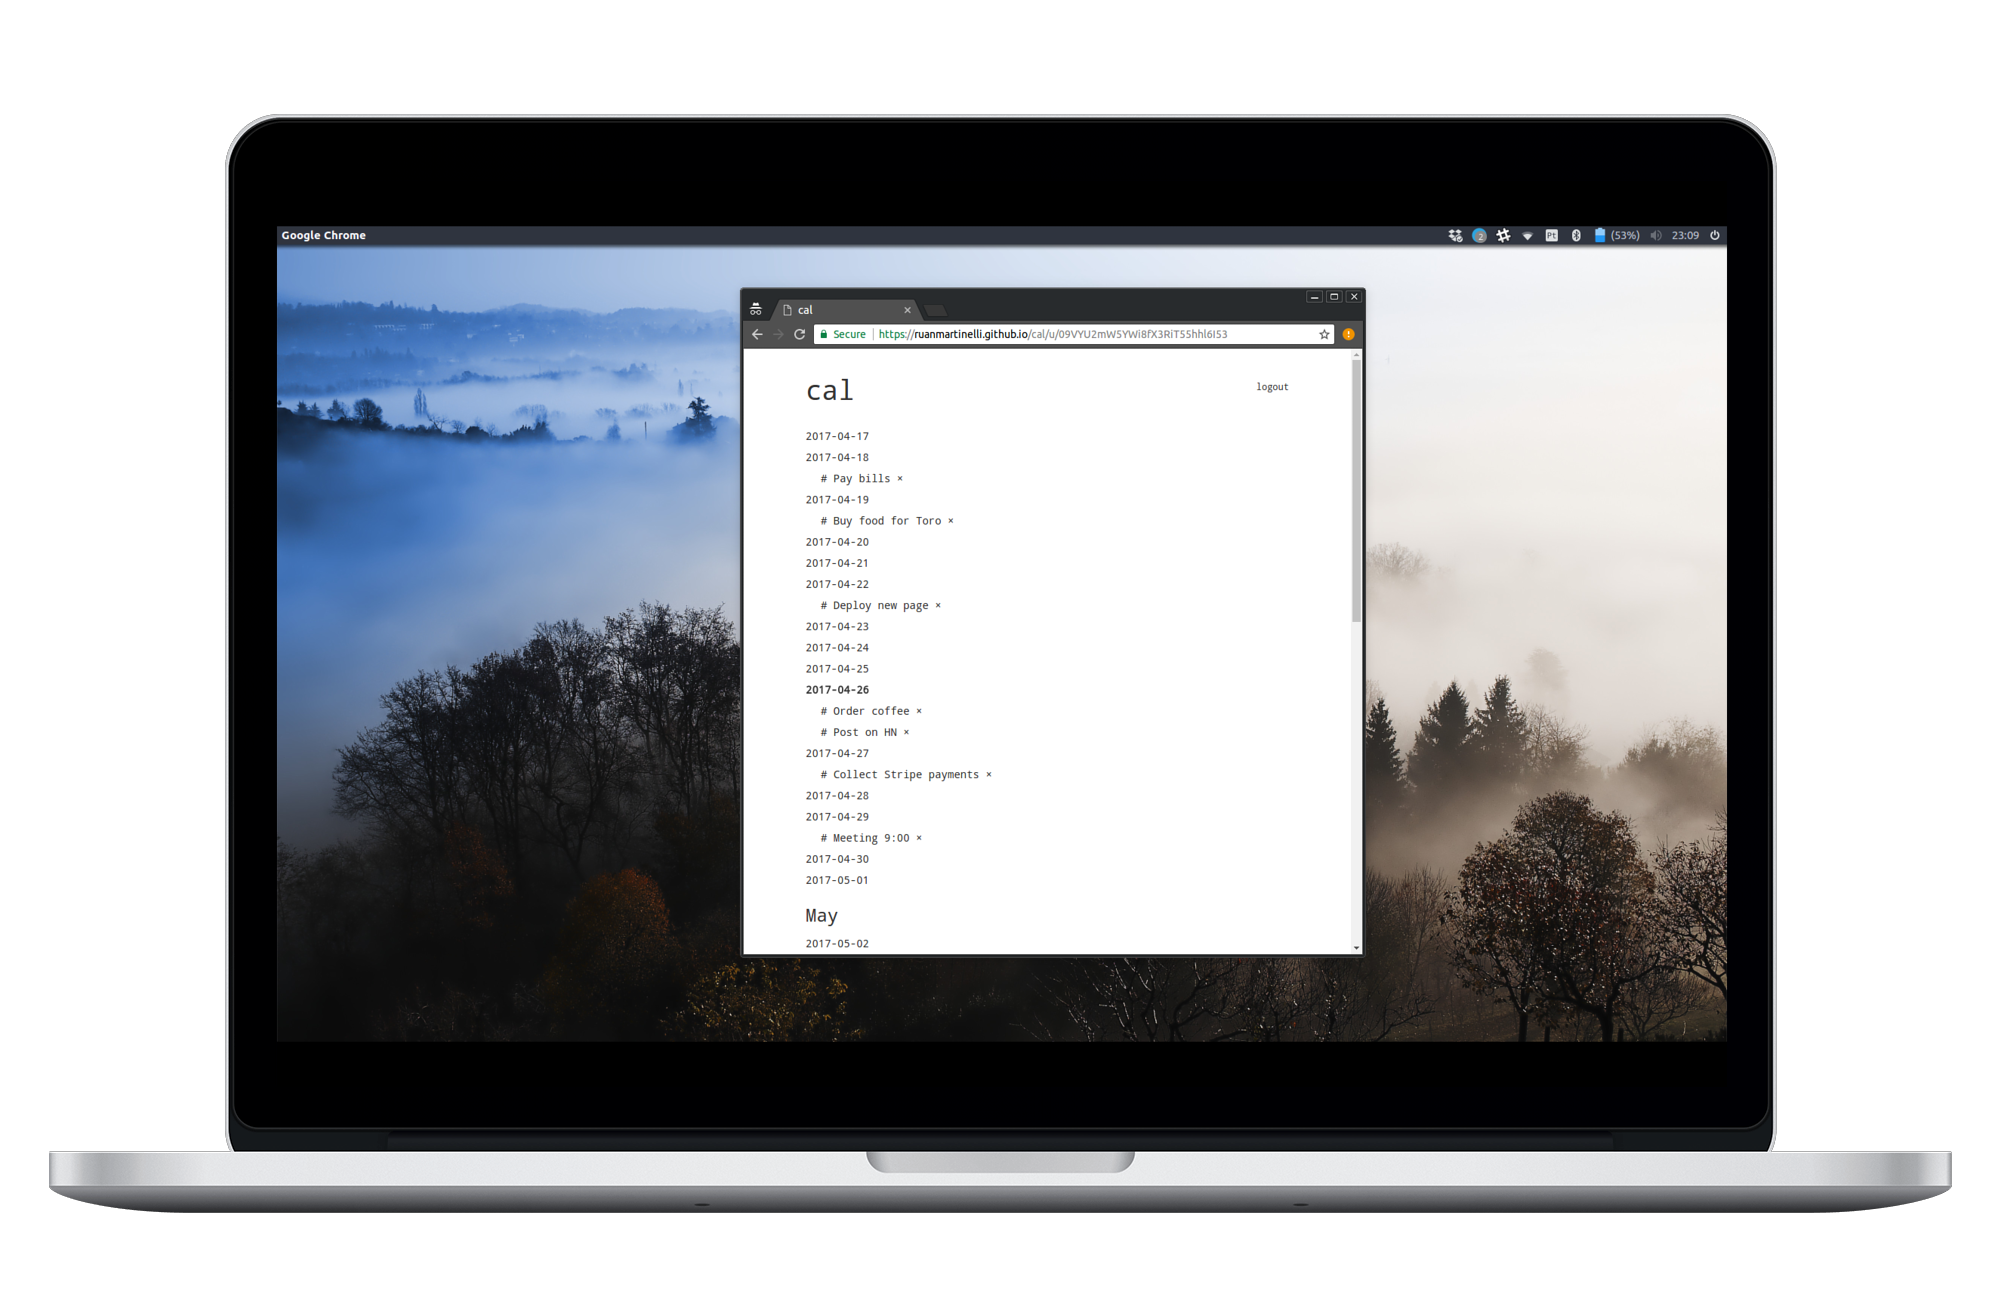 Google Chrome
2 Pt (53%) 23:09
cal
Secure https://ruanmartinelli.github.io/cal/u/09VYU2mW5YWi8fX3RiT55hhl6I53
cal
logout
2017-04-17
2017-04-18
# Pay bills ×
2017-04-19
# Buy food for Toro ×
2017-04-20
2017-04-21
2017-04-22
# Deploy new page ×
2017-04-23
2017-04-24
2017-04-25
2017-04-26
# Order coffee ×
# Post on HN ×
2017-04-27
# Collect Stripe payments ×
2017-04-28
2017-04-29
# Meeting 9:00 ×
2017-04-30
2017-05-01
May
2017-05-02